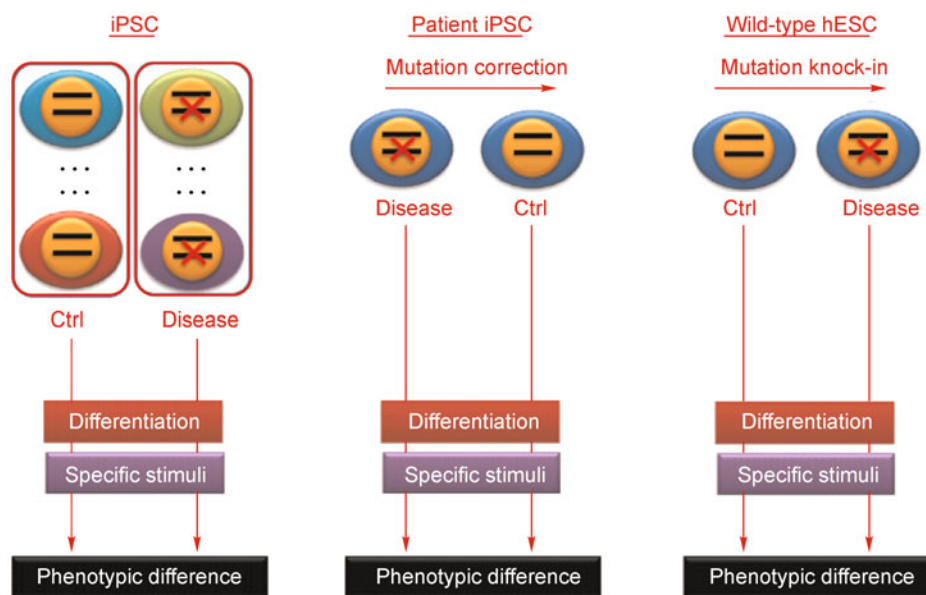 iPSC
Ctrl
Disease
Differentiation
Specific stimuli
Phenotypic difference
Patient iPSC
Mutation correction
Disease
Ctrl
Differentiation
Specific stimuli
Phenotypic difference
Wild-type hESC
Mutation knock-in
Ctrl
Disease
Differentiation
Specific stimuli
Phenotypic difference